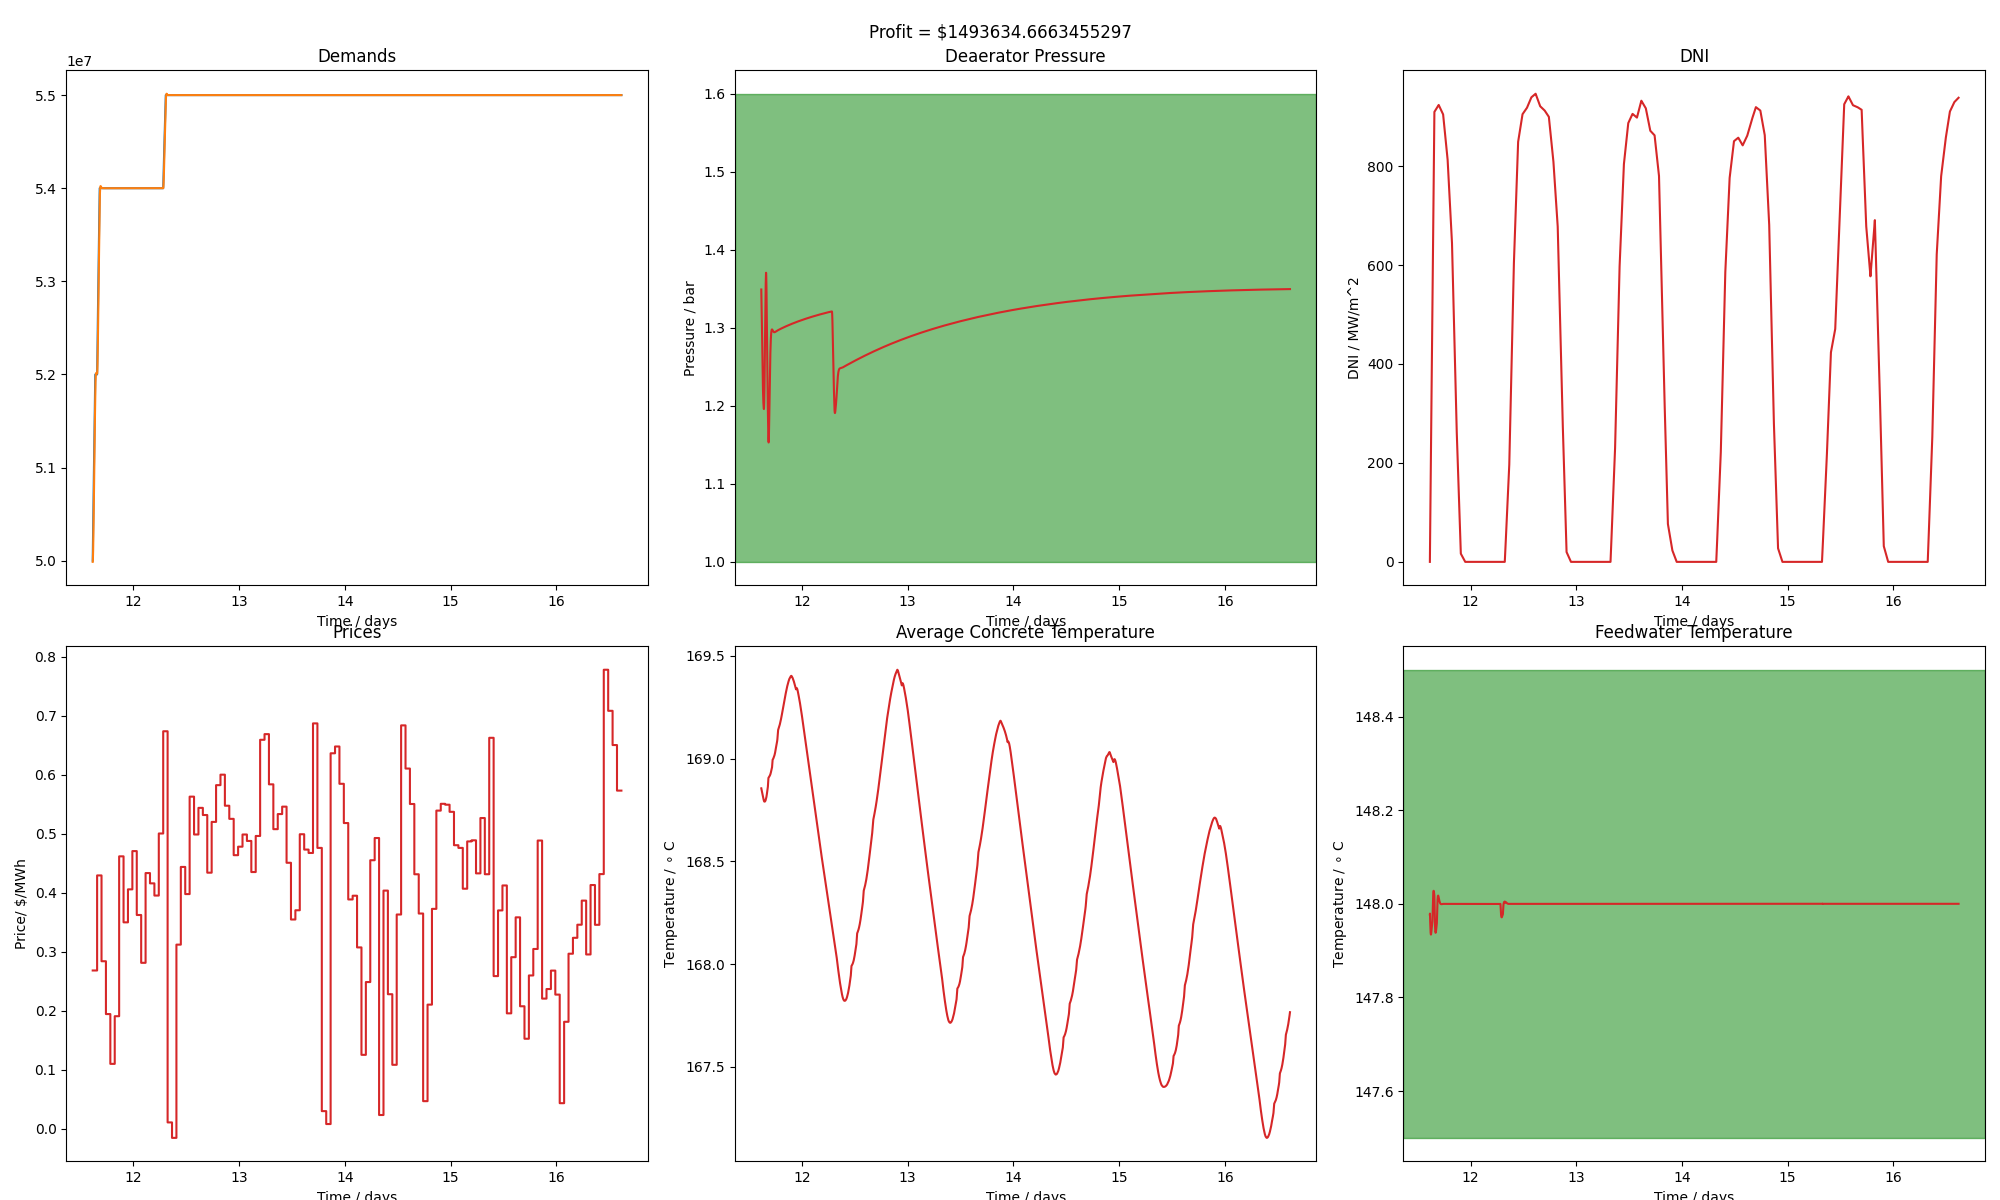 Profit = $1493634.6663455297
Demands
1e7
5.5
5.4
5.3
5.2
5.1
5.0
12 13 14 15 16
Time / days
Deaerator Pressure
Pressure / bar
1.6
1.5
1.4
1.3
1.2
1.1
1.0
12 13 14 15 16
Time / days
DNI
DNI / MW/m^2
800
600
400
200
0
12 13 14 15 16
Time / days
Prices
Price/ $/MWh
0.8
0.7
0.6
0.5
0.4
0.3
0.2
0.1
0.0
12 13 14 15 16
Time / days
Average Concrete Temperature
Temperature / ∘ C
169.5
169.0
168.5
168.0
167.5
12 13 14 15 16
Time / days
Feedwater Temperature
Temperature / ∘ C
148.4
148.2
148.0
147.8
147.6
12 13 14 15 16
Time / days